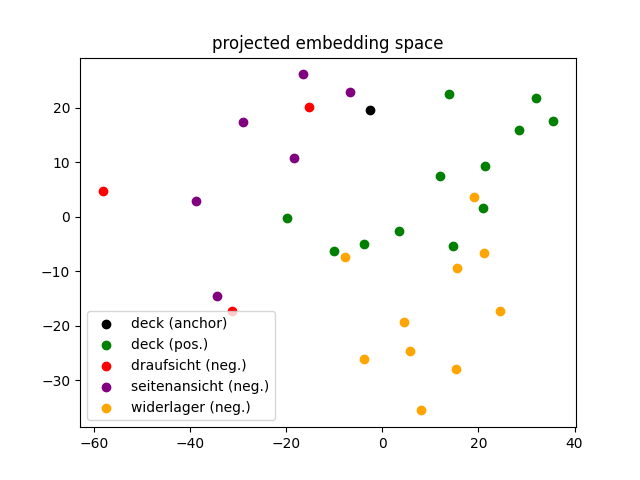 projected embedding space
20
10
0
−10
−20
−30
deck (anchor)
deck (pos.)
draufsicht (neg.)
seitenansicht (neg.)
widerlager (neg.)
−60
−40
−20
0
20
40